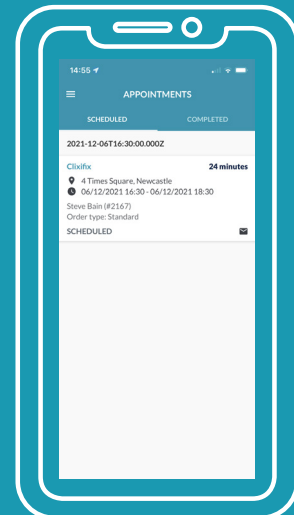 14:55
APPOINTMENTS
SCHEDULED COMPLETED
2021-12-06T16:30:00.000Z
Clixifix 24 minutes
4 Times Square, Newcastle
06/12/2021 16:30 - 06/12/2021 18:30
Steve Bain (#2167)
Order type: Standard
SCHEDULED